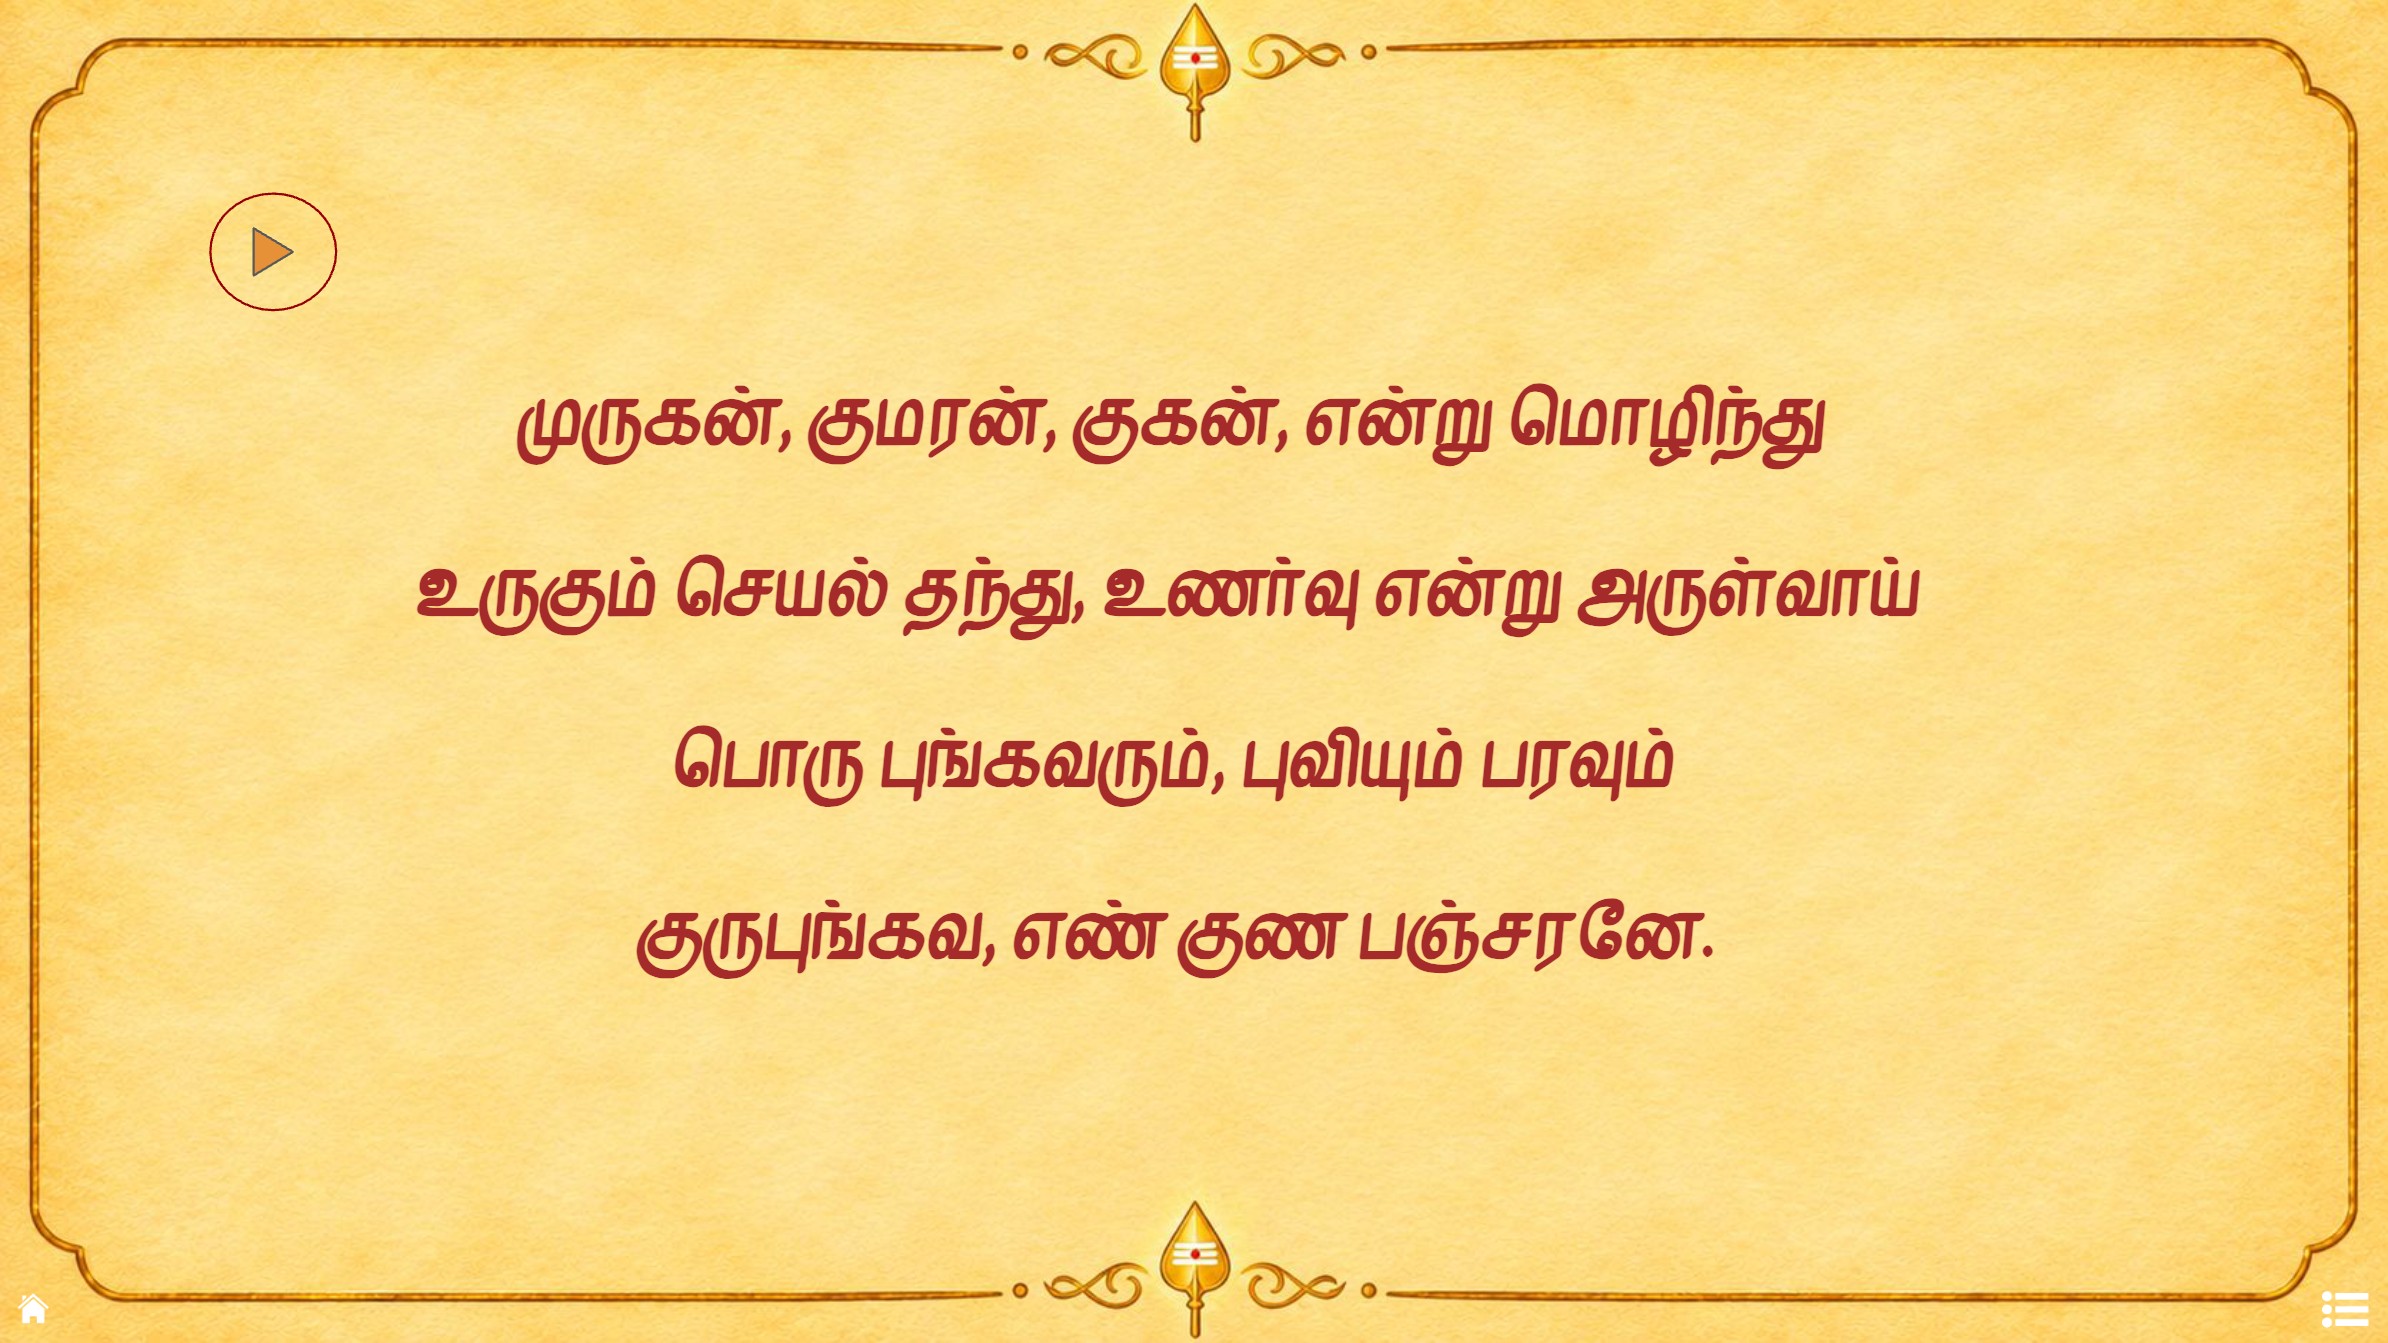 முருகன், குமரன், குகன், என்று மொழிந்து
உருகும் செயல் தந்து, உணர்வு என்று அருள்வாய்
பொரு புங்கவரும், புவியும் பரவும்
குருபுங்கவ, எண் குண பஞ்சரனே.